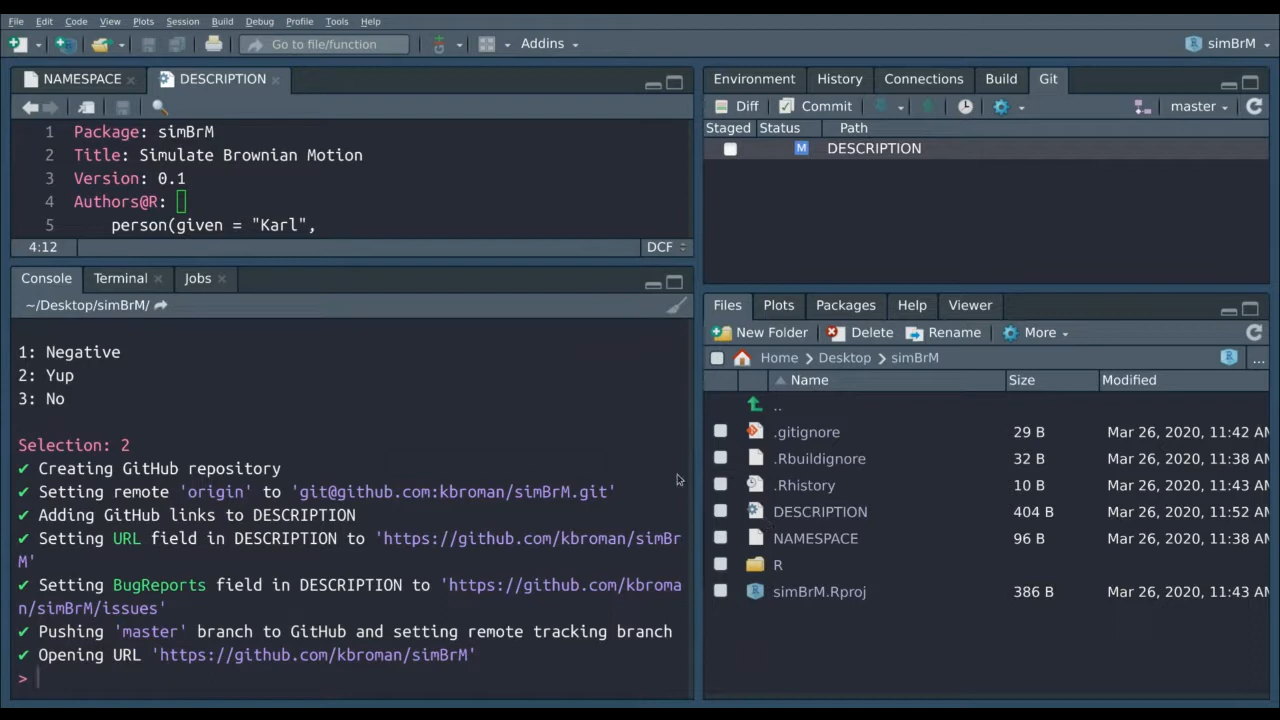 File Edit Code View Plots Session Build Debug Profile Tools Help
Go to file/function Addins simBrM
NAMESPACE DESCRIPTION
1 Package: simBrM
2 Title: Simulate Brownian Motion
3 Version: 0.1
4 Authors@R:
5 person(given = "Karl",
4:12 DCF
Console Terminal Jobs
~/Desktop/simBrM/
1: Negative
2: Yup
3: No
Selection: 2
✔ Creating GitHub repository
✔ Setting remote 'origin' to 'git@github.com:kbroman/simBrM.git'
✔ Adding GitHub links to DESCRIPTION
✔ Setting URL field in DESCRIPTION to 'https://github.com/kbroman/simBr
M'
✔ Setting BugReports field in DESCRIPTION to 'https://github.com/kbroma
n/simBrM/issues'
✔ Pushing 'master' branch to GitHub and setting remote tracking branch
✔ Opening URL 'https://github.com/kbroman/simBrM'
>
Environment History Connections Build Git
Diff Commit master
Staged Status Path
M DESCRIPTION
Files Plots Packages Help Viewer
New Folder Delete Rename More
Home Desktop simBrM ...
Name Size Modified
..
.gitignore 29 B Mar 26, 2020, 11:42 AM
.Rbuildignore 32 B Mar 26, 2020, 11:38 AM
.Rhistory 10 B Mar 26, 2020, 11:43 AM
DESCRIPTION 404 B Mar 26, 2020, 11:52 AM
NAMESPACE 96 B Mar 26, 2020, 11:38 AM
R
simBrM.Rproj 386 B Mar 26, 2020, 11:43 AM